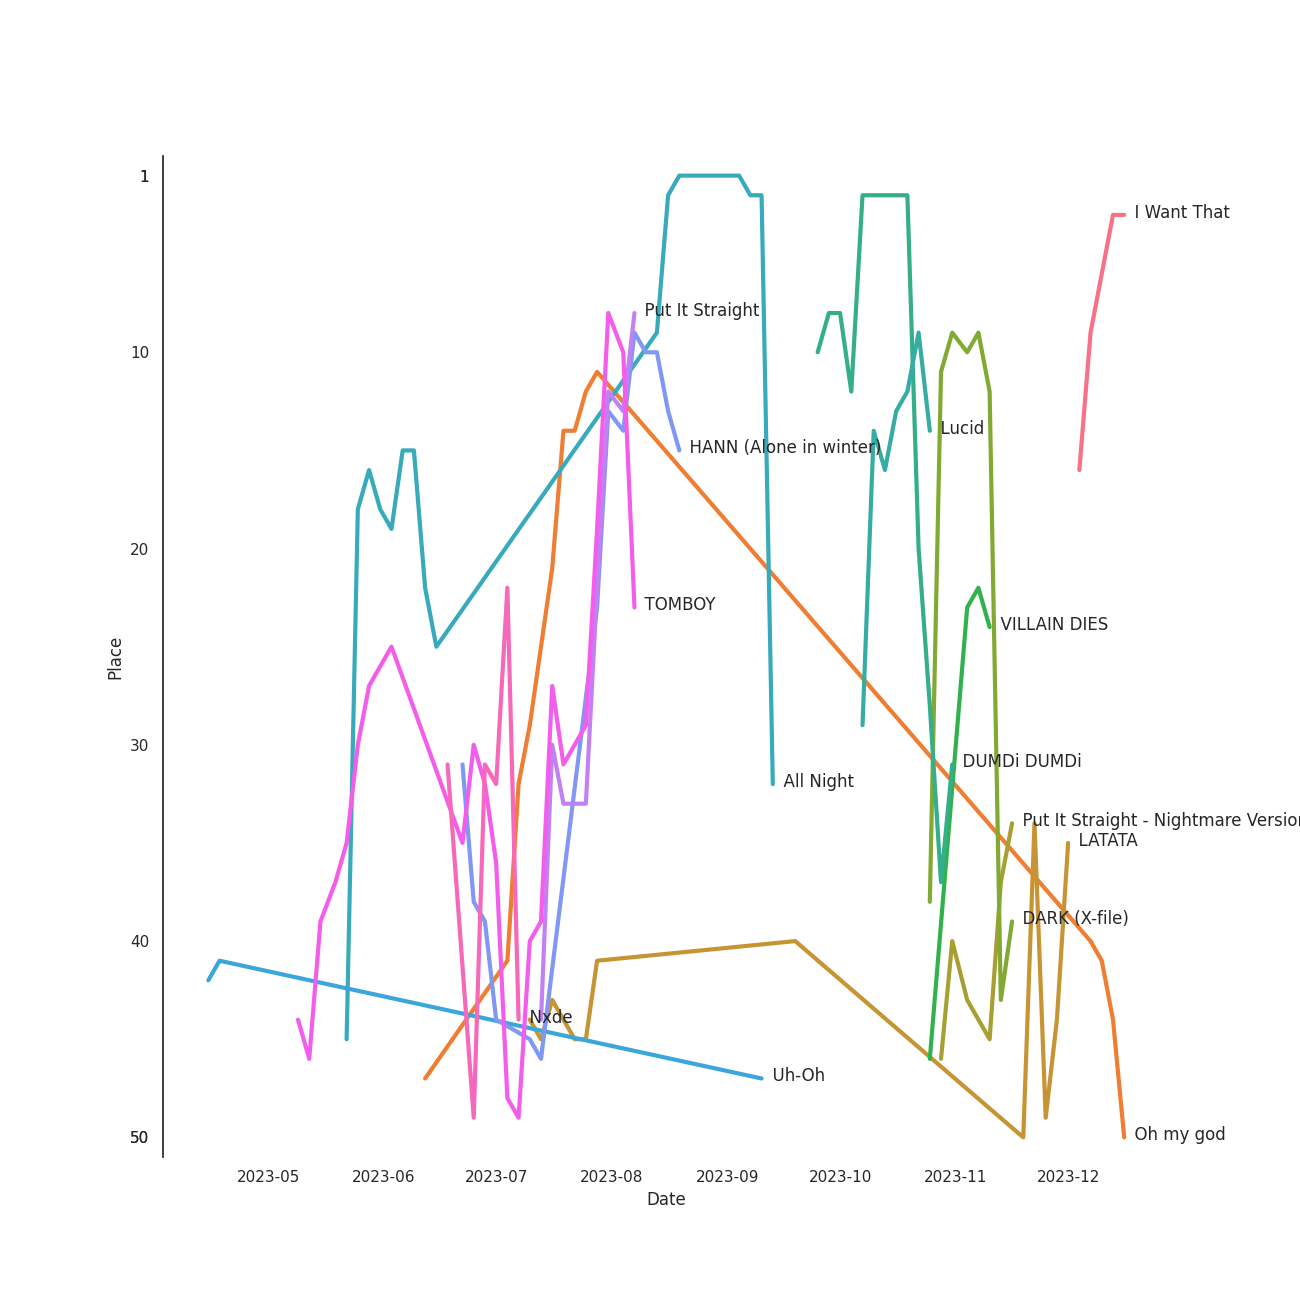 1
I Want That
Put It Straight
10
Lucid
HANN (Alone in winter)
20
TOMBOY
VILLAIN DIES
Place
30
DUMDi DUMDi
All Night
Put It Straight - Nightmare Version
LATATA
DARK (X-file)
40
Nxde
Uh-Oh
50
Oh my god
2023-05 2023-06 2023-07 2023-08 2023-09 2023-10 2023-11 2023-12
Date